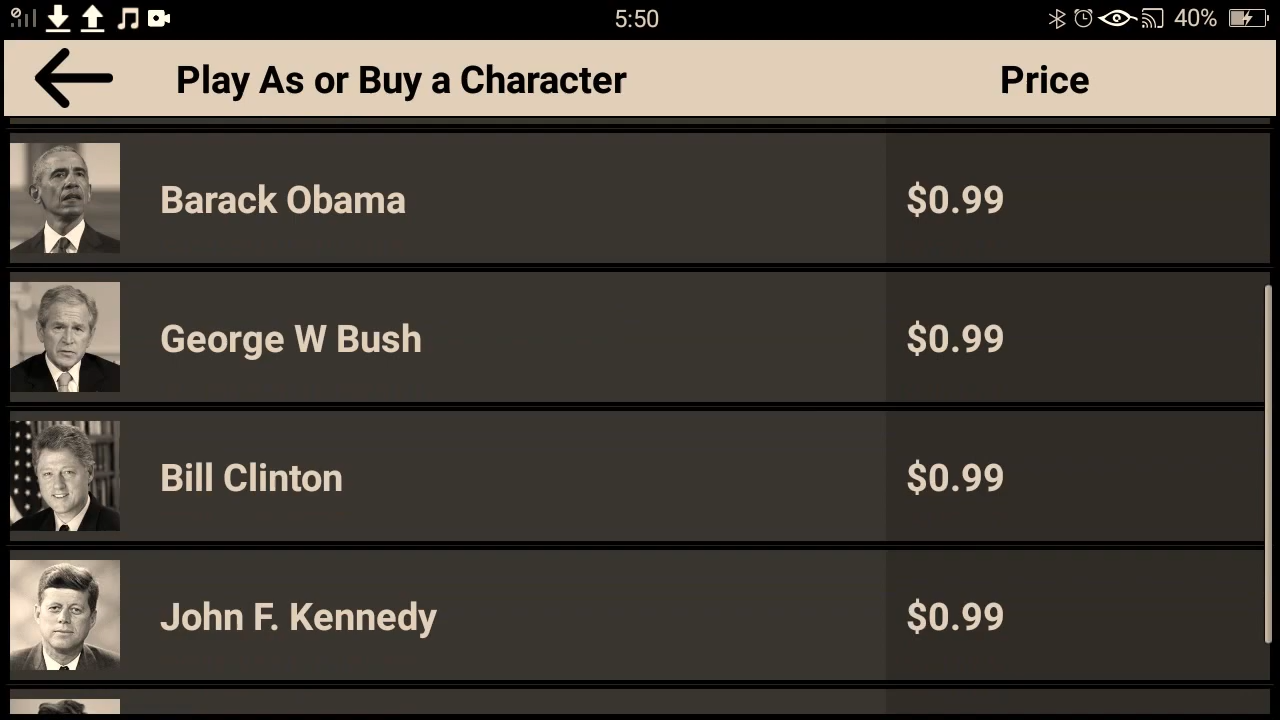 5:50
40%
Play As or Buy a Character
Price
Barack Obama
$0.99
George W Bush
$0.99
Bill Clinton
$0.99
John F. Kennedy
$0.99